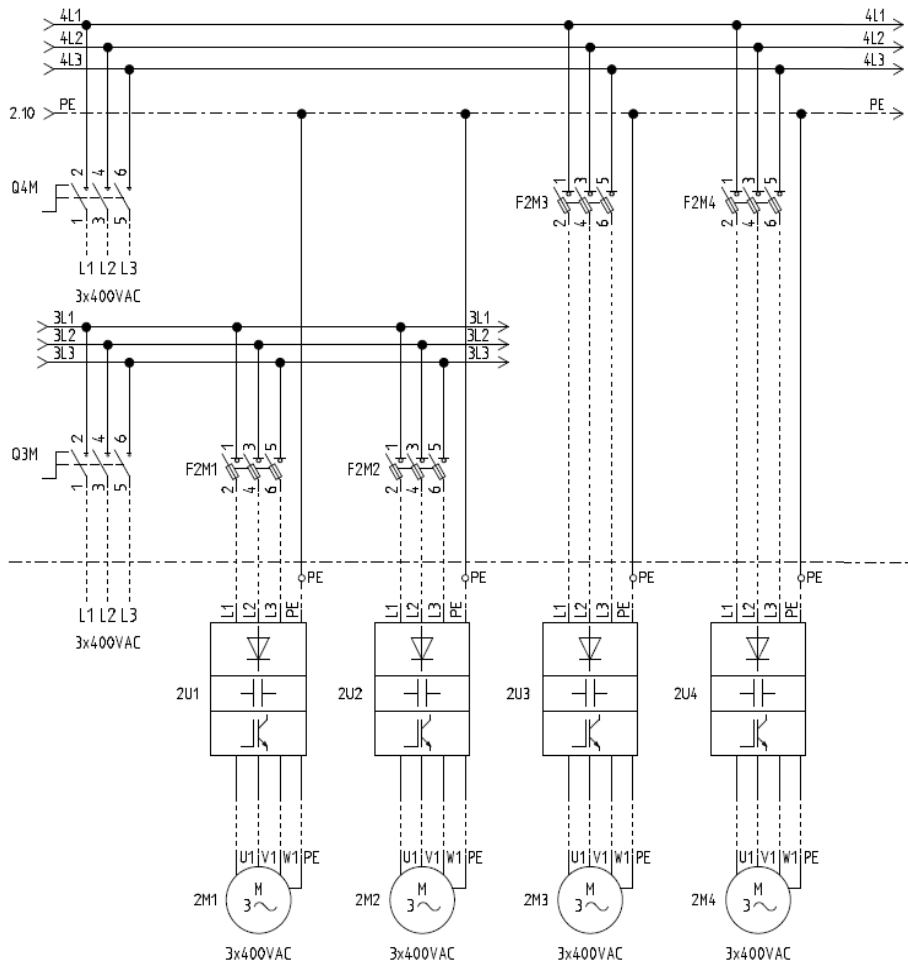 4L1 4L1
4L2 4L2
4L3 4L3
2.10 PE PE
Q4M 2 4 6
1 3 5
F2M3 1 3 5
2 4 6
F2M4 1 3 5
2 4 6
L1 L2 L3
3x400VAC
3L1 3L1
3L2 3L2
3L3 3L3
Q3M 2 4 6
1 3 5
F2M1 1 3 5
2 4 6
F2M2 1 3 5
2 4 6
PE PE PE PE
L1 L2 L3
3x400VAC
L1 L2 L3 PE
L1 L2 L3 PE
L1 L2 L3 PE
L1 L2 L3 PE
2U1 2U2 2U3 2U4
U1 V1 W1 PE
U1 V1 W1 PE
U1 V1 W1 PE
U1 V1 W1 PE
2M1 M 3~
2M2 M 3~
2M3 M 3~
2M4 M 3~
3x400VAC 3x400VAC 3x400VAC 3x400VAC